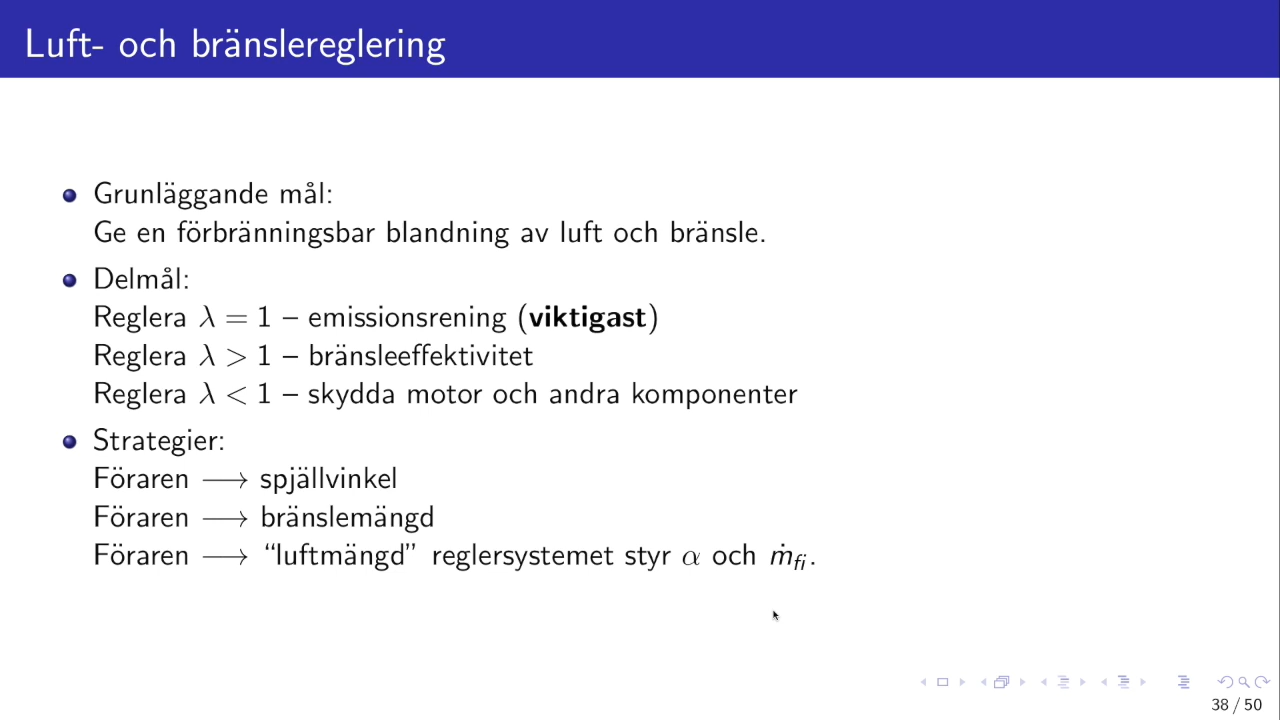 Luft- och bränslereglering
Grunläggande mål:
Ge en förbränningsbar blandning av luft och bränsle.
Delmål:
Reglera λ = 1 – emissionsrening (viktigast)
Reglera λ > 1 – bränsleeffektivitet
Reglera λ < 1 – skydda motor och andra komponenter
Strategier:
Föraren ⟶ spjällvinkel
Föraren ⟶ bränslemängd
Föraren ⟶ “luftmängd” reglersystemet styr α och ṁ_fi.
38 / 50